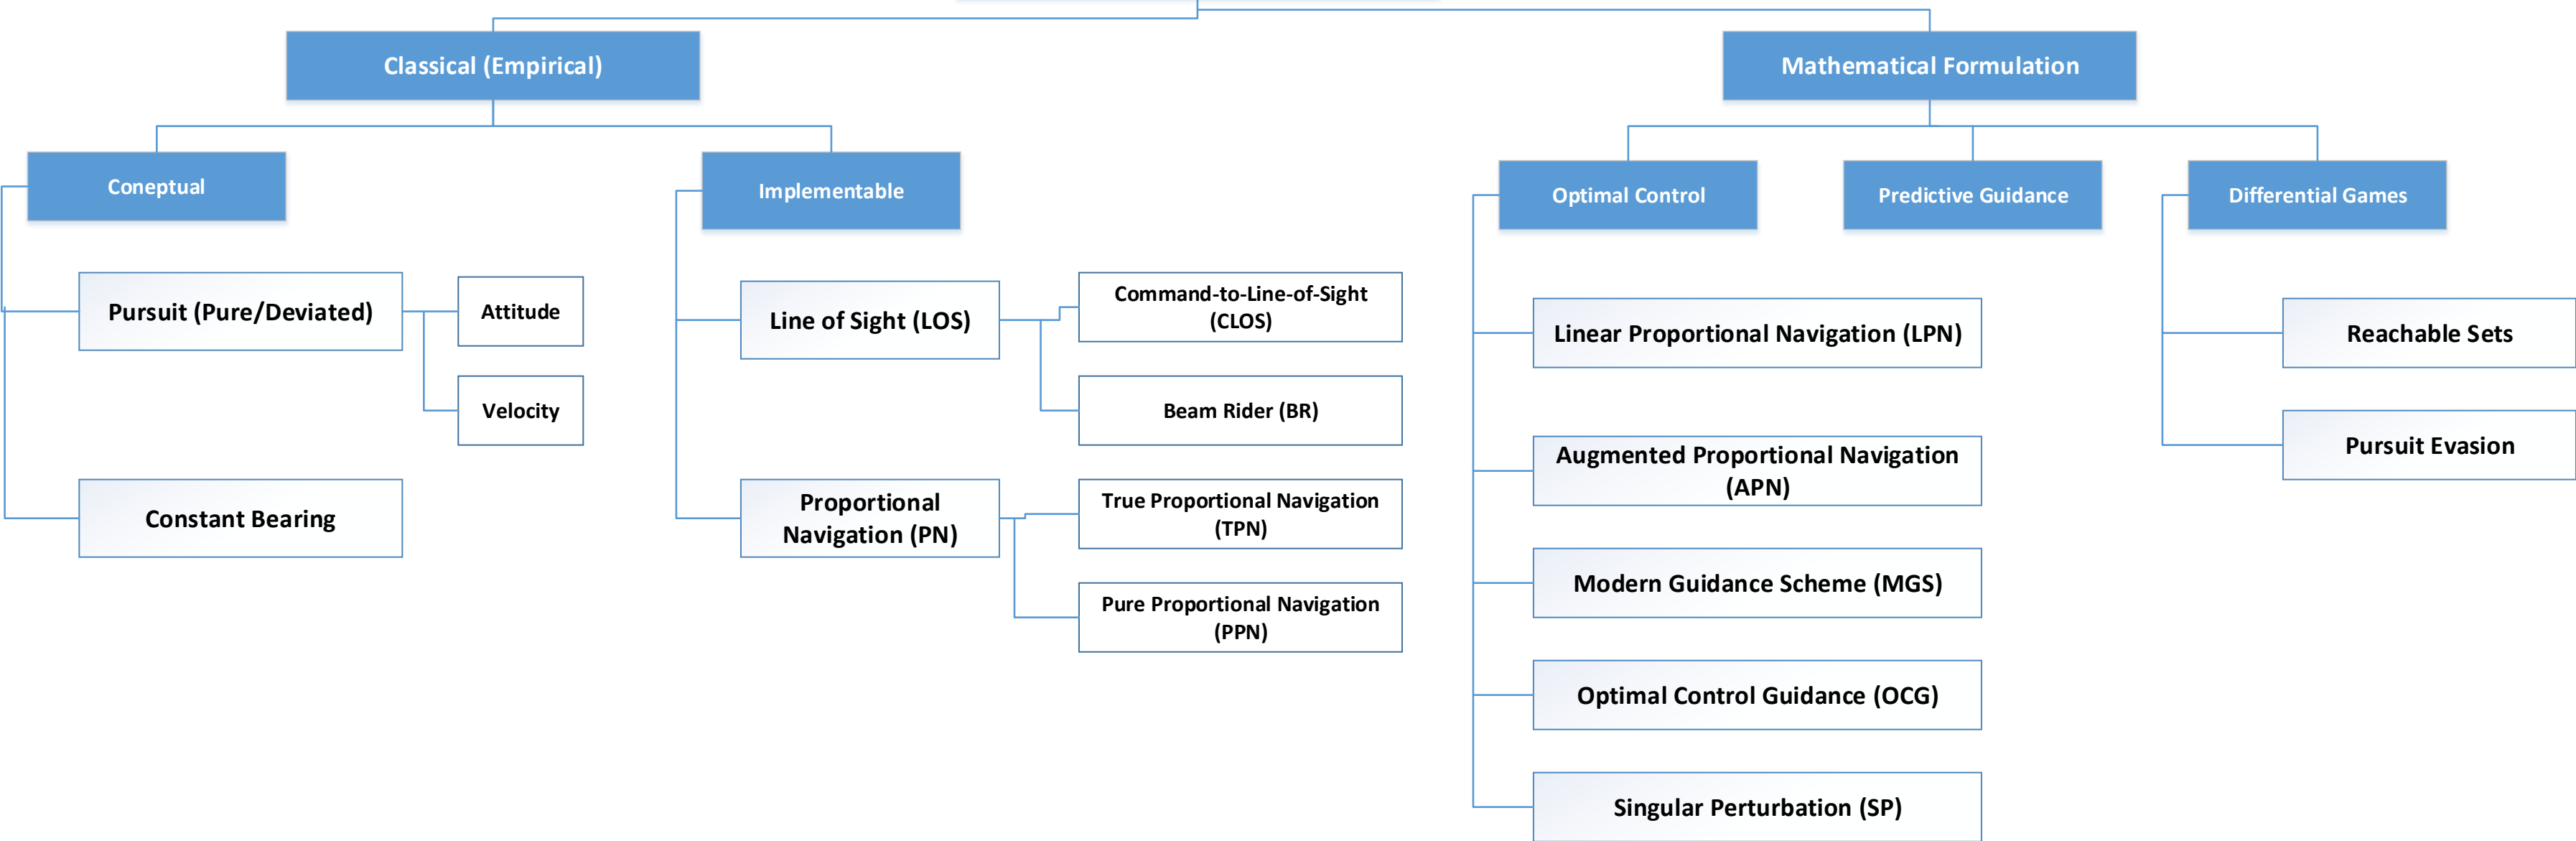 Classical (Empirical)
Mathematical Formulation
Coneptual
Implementable
Optimal Control
Predictive Guidance
Differential Games
Pursuit (Pure/Deviated)
Attitude
Velocity
Constant Bearing
Line of Sight (LOS)
Command-to-Line-of-Sight
(CLOS)
Beam Rider (BR)
Proportional
Navigation (PN)
True Proportional Navigation
(TPN)
Pure Proportional Navigation
(PPN)
Linear Proportional Navigation (LPN)
Augmented Proportional Navigation
(APN)
Modern Guidance Scheme (MGS)
Optimal Control Guidance (OCG)
Singular Perturbation (SP)
Reachable Sets
Pursuit Evasion